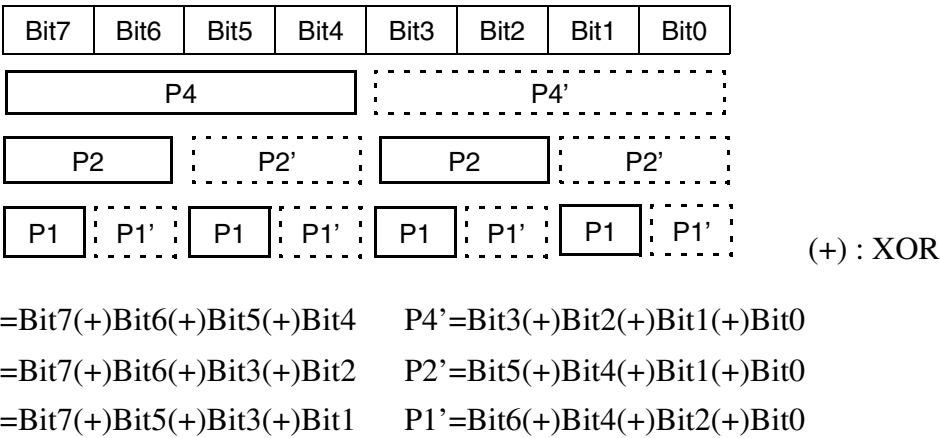 Bit7 Bit6 Bit5 Bit4 Bit3 Bit2 Bit1 Bit0
P4 P4’
P2 P2’ P2 P2’
P1 P1’ P1 P1’ P1 P1’ P1 P1’
(+) : XOR
=Bit7(+)Bit6(+)Bit5(+)Bit4 P4’=Bit3(+)Bit2(+)Bit1(+)Bit0
=Bit7(+)Bit6(+)Bit3(+)Bit2 P2’=Bit5(+)Bit4(+)Bit1(+)Bit0
=Bit7(+)Bit5(+)Bit3(+)Bit1 P1’=Bit6(+)Bit4(+)Bit2(+)Bit0